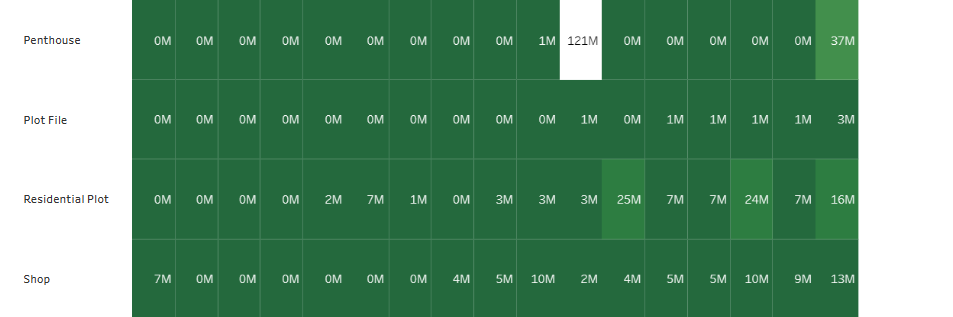 Penthouse 0M 0M 0M 0M 0M 0M 0M 0M 0M 1M 121M 0M 0M 0M 0M 0M 37M
Plot File 0M 0M 0M 0M 0M 0M 0M 0M 0M 0M 1M 0M 1M 1M 1M 1M 3M
Residential Plot 0M 0M 0M 0M 2M 7M 1M 0M 3M 3M 3M 25M 7M 7M 24M 7M 16M
Shop 7M 0M 0M 0M 0M 0M 0M 4M 5M 10M 2M 4M 5M 5M 10M 9M 13M